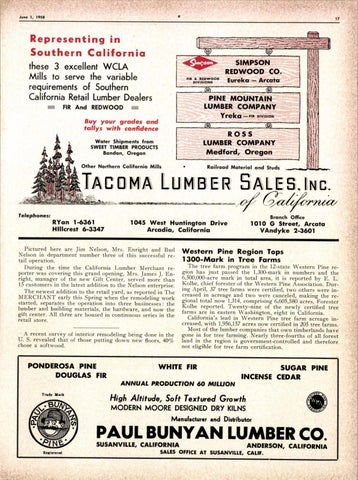 June 1, 1958
17
Representing in
Southern California
these 3 excellent WCLA
Mills to serve the variable
requirements of Southern
California Retail Lumber Dealers
FIR And REDWOOD
Buy your grades and
tallys with confidence
Water Shipments from
SWEET TIMBER PRODUCTS
Bandon, Oregon
Other Northern California Mills
Simpson
FIR & REDWOOD
DIVISIONS
SIMPSON
REDWOOD CO.
Eureka — Arcata
PINE MOUNTAIN
LUMBER COMPANY
Yreka — FIR DIVISION
ROSS
LUMBER COMPANY
Medford, Oregon
Railroad Material and Studs
TACOMA LUMBER SALES, INC.
of California
Telephones:
RYan 1-6361
HIllcrest 6-3347
1045 West Huntington Drive
Arcadia, California
Branch Office
1010 G Street, Arcata
VAndyke 2-3601
Pictured here are Jim Nelson, Mrs. Enright and Bud
Nelson in department number three of this successful re-
tail operation.
During the time the California Lumber Merchant re-
porter was covering this grand opening, Mrs. James J. En-
right, manager of the new Gift Center, served more than
15 customers in the latest addition to the Nelson enterprise.
The newest addition to the retail yard, as reported in The
MERCHANT early this Spring when the remodeling work
started, separates the operation into three businesses: the
lumber and building materials, the hardware, and now the
gift center. All three are housed in continuous series in the
retail store.
A recent survey of interior remodeling being done in the
U. S. revealed that of those putting down new floors, 40%
chose a softwood.
Western Pine Region Tops
1300-Mark in Tree Farms
The tree farm program in the 12-state Western Pine re-
gion has just passed the 1,300-mark in numbers and the
6,500,000-acre mark in total area, it is reported by E. L.
Kolbe, chief forester of the Western Pine Association. Dur-
ing April, 37 tree farms were certified, two others were in-
creased in acreage and two were canceled, making the re-
gional total now 1,314, comprising 6,603,380 acres, Forester
Kolbe reported. Twenty-nine of the newly certified tree
farms are in eastern Washington, eight in California.
California's lead in Western Pine tree farm acreage in-
creased, with 1,956,157 acres now certified in 203 tree farms.
Most of the lumber companies that own timberlands have
gone in for tree farming. Nearly three-fourths of all forest
land in the region is government-controlled and therefore
not eligible for tree farm certification.
PONDEROSA PINE
WHITE FIR
SUGAR PINE
DOUGLAS FIR
INCENSE CEDAR
ANNUAL PRODUCTION 60 MILLION
Trade Mark
PAUL BUNYAN'S
PINE
Registered
High Altitude, Soft Textured Growth
MODERN MOORE DESIGNED DRY KILNS
Manufacturer and Distributor
PAUL BUNYAN LUMBER CO.
SUSANVILLE, CALIFORNIA
ANDERSON, CALIFORNIA
SALES OFFICE AT SUSANVILLE, CALIF.